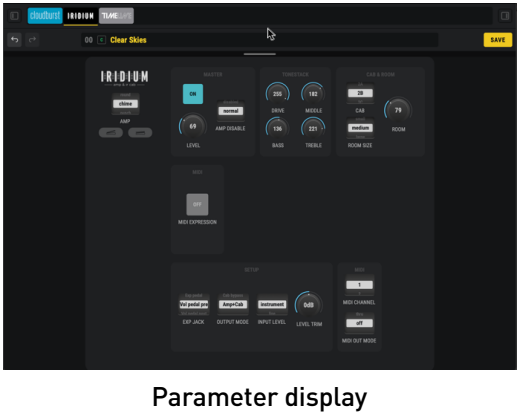 cloudburst IRIDIUM TIMELINE
00 Clear Skies SAVE
IRIDIUM
chime
AMP
MASTER
ON
normal
69
AMP DISABLE
LEVEL
TONESTACK
255 182
DRIVE MIDDLE
136 221
BASS TREBLE
CAB & ROOM
2B
CAB
79
medium
ROOM
ROOM SIZE
MIDI
OFF
MIDI EXPRESSION
SETUP
Vol pedal pre Amp+Cab instrument 0dB
EXP JACK OUTPUT MODE INPUT LEVEL LEVEL TRIM
MIDI
1
MIDI CHANNEL
off
MIDI OUT MODE
Parameter display